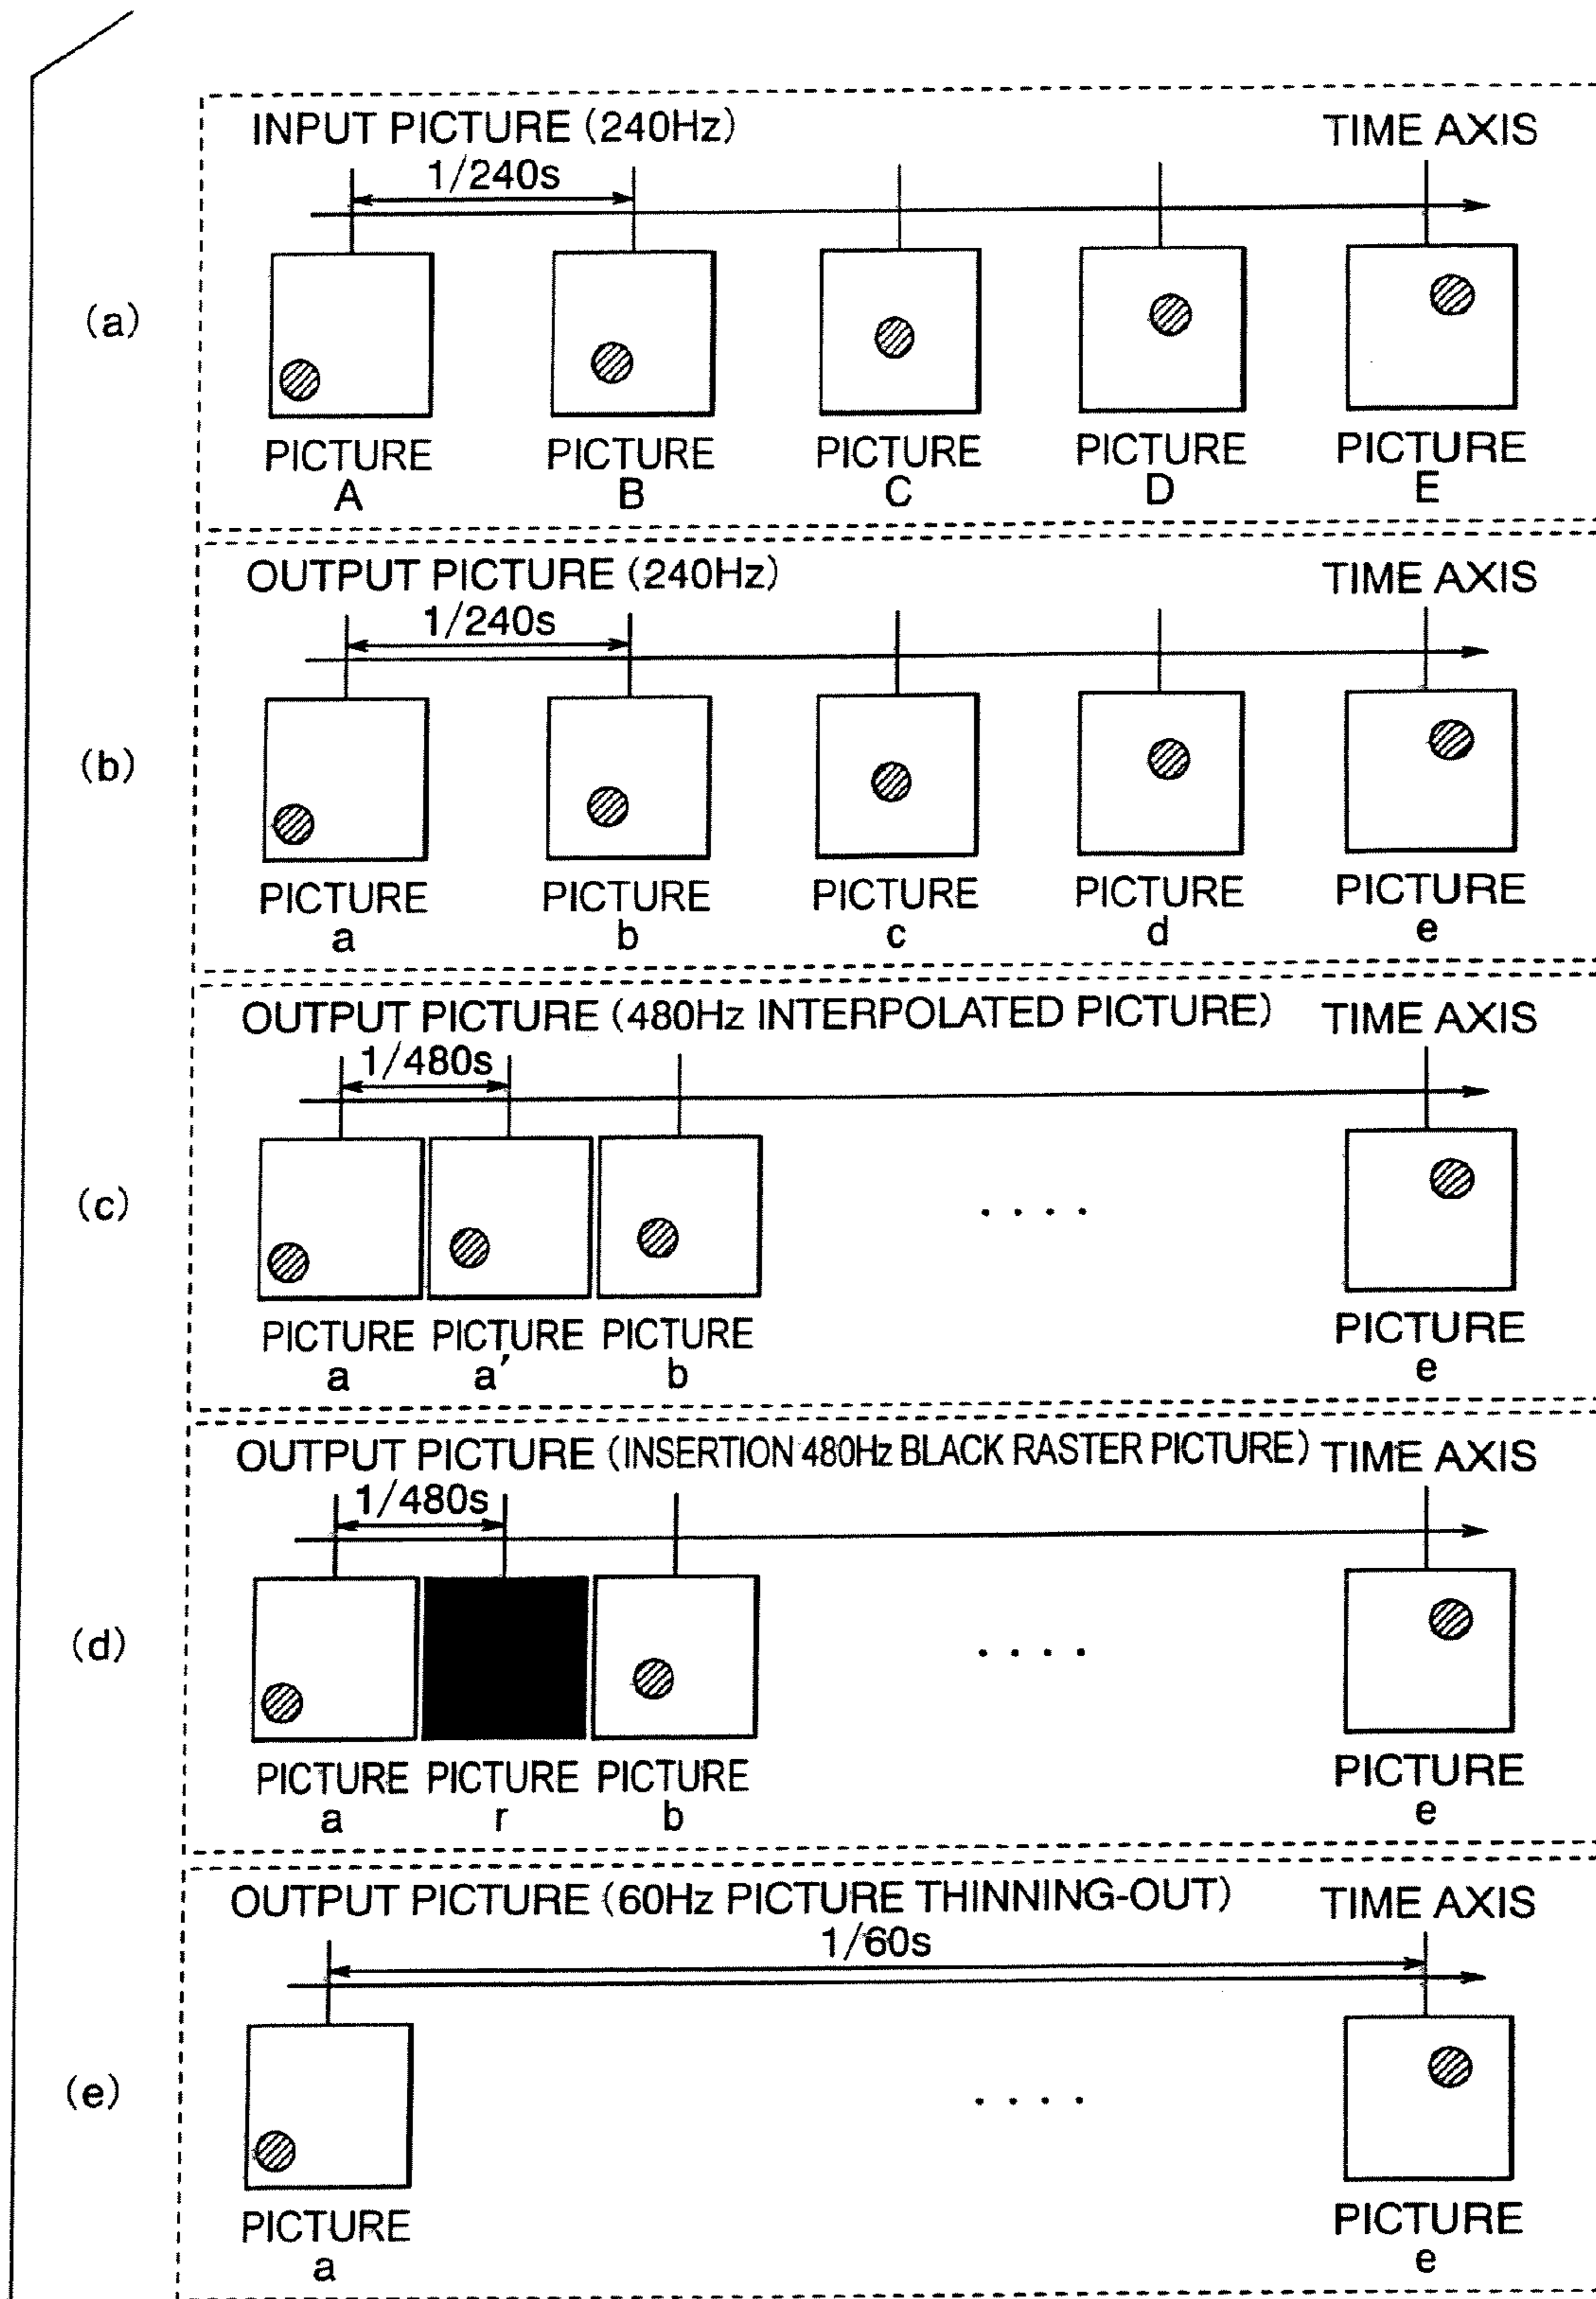 INPUT PICTURE (240Hz)
TIME AXIS
1/240s
(a)
PICTURE PICTURE PICTURE PICTURE PICTURE
A B C D E
OUTPUT PICTURE (240Hz)
TIME AXIS
1/240s
(b)
PICTURE PICTURE PICTURE PICTURE PICTURE
a b c d e
OUTPUT PICTURE (480Hz INTERPOLATED PICTURE)
TIME AXIS
1/480s
(c)
. . . .
PICTURE PICTURE PICTURE PICTURE
a a′ b e
OUTPUT PICTURE (INSERTION 480Hz BLACK RASTER PICTURE)
TIME AXIS
1/480s
(d)
. . . .
PICTURE PICTURE PICTURE PICTURE
a r b e
OUTPUT PICTURE (60Hz PICTURE THINNING-OUT)
TIME AXIS
1/60s
(e)
. . . .
PICTURE PICTURE
a e